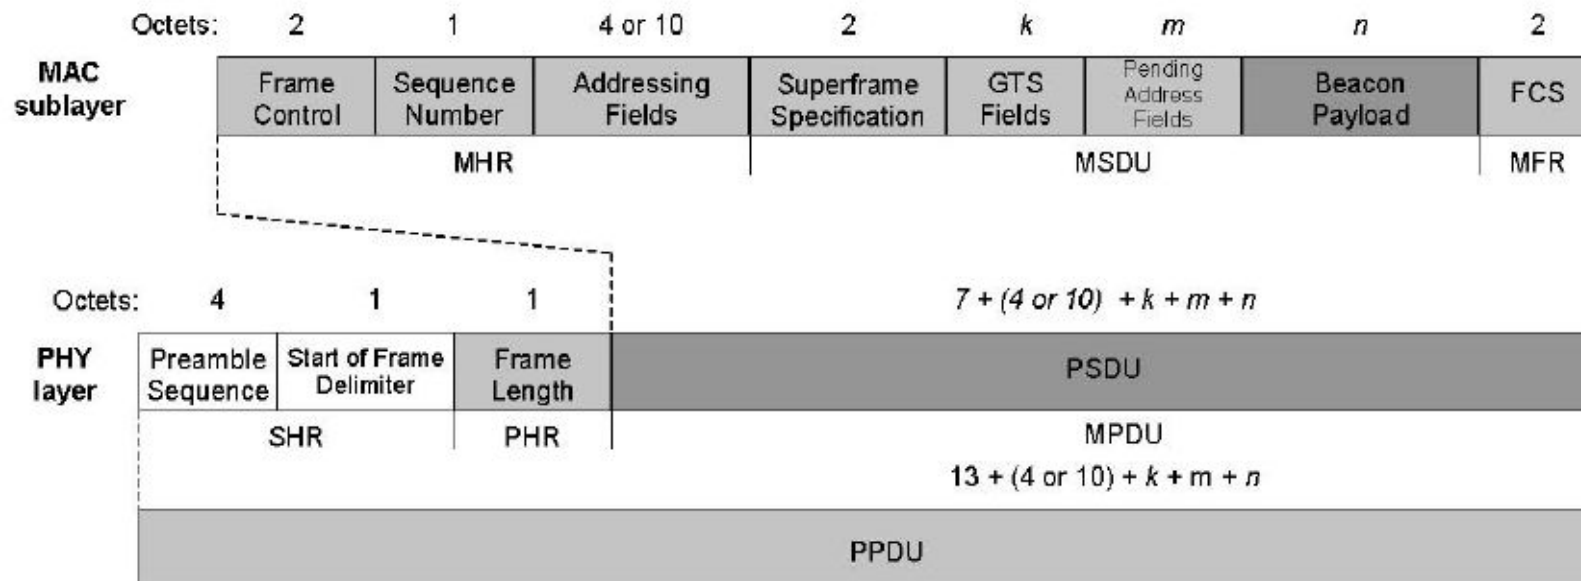 Octets: 2 1 4 or 10 2 k m n 2
MAC sublayer
Frame Control
Sequence Number
Addressing Fields
Superframe Specification
GTS Fields
Pending Address Fields
Beacon Payload
FCS
MHR MSDU MFR
Octets: 4 1 1 7 + (4 or 10) + k + m + n
PHY layer
Preamble Sequence
Start of Frame Delimiter
Frame Length
PSDU
SHR PHR MPDU
13 + (4 or 10) + k + m + n
PPDU